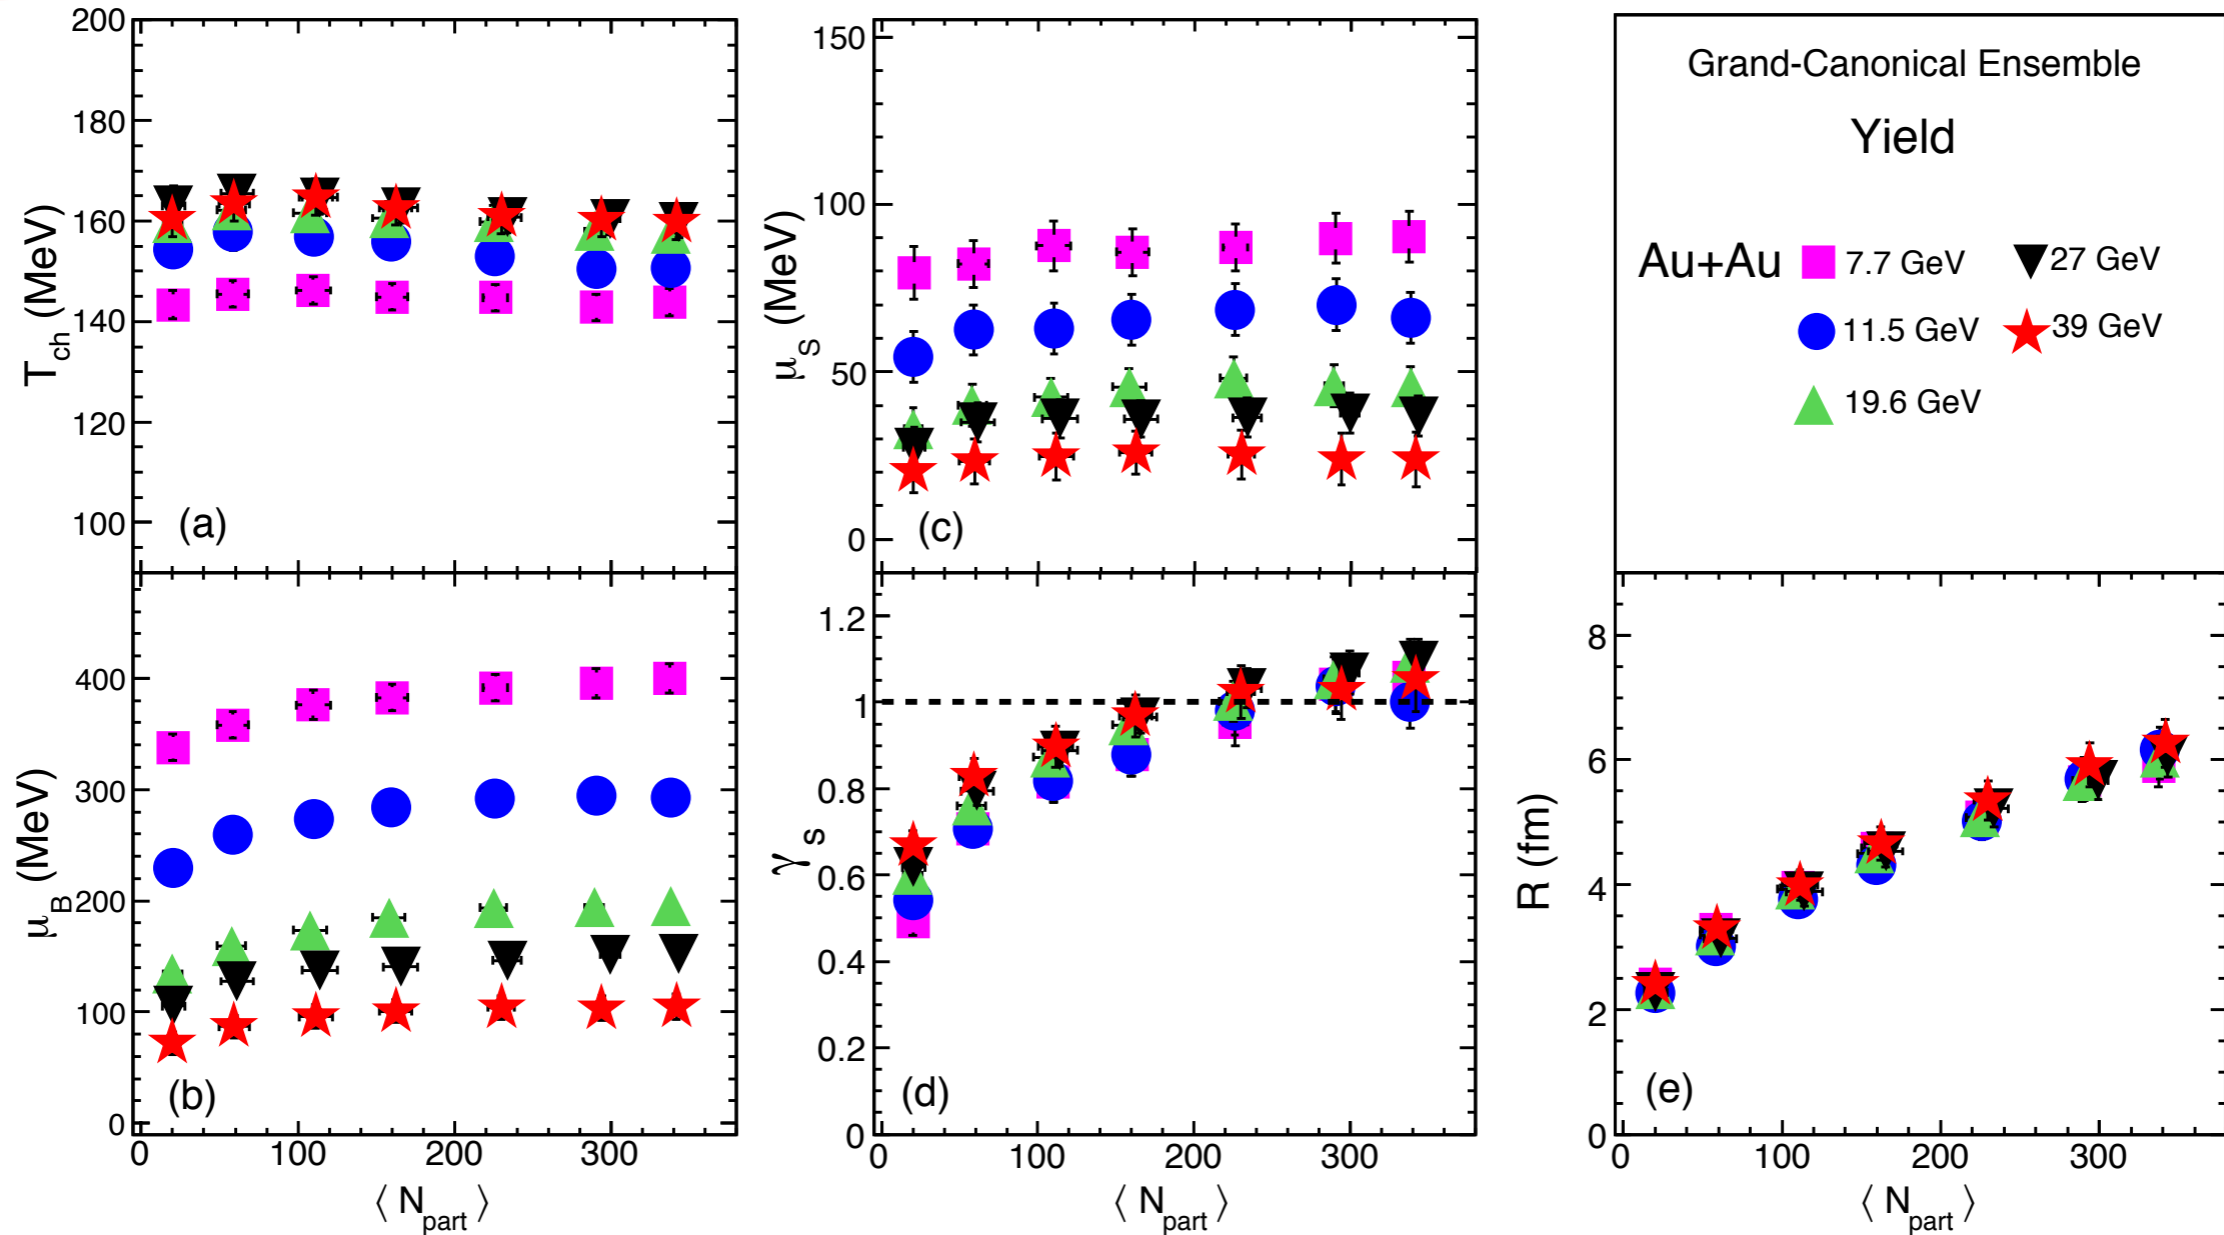 200
180
160
140
120
100
T_ch (MeV)
(a)
150
100
50
0
μ_S (MeV)
(c)
Grand-Canonical Ensemble
Yield
Au+Au
7.7 GeV
27 GeV
11.5 GeV
39 GeV
19.6 GeV
400
300
200
100
0
μ_B (MeV)
(b)
0 100 200 300
⟨ N_part ⟩
1.2
1
0.8
0.6
0.4
0.2
0
γ_s
(d)
0 100 200 300
⟨ N_part ⟩
8
6
4
2
0
R (fm)
(e)
0 100 200 300
⟨ N_part ⟩